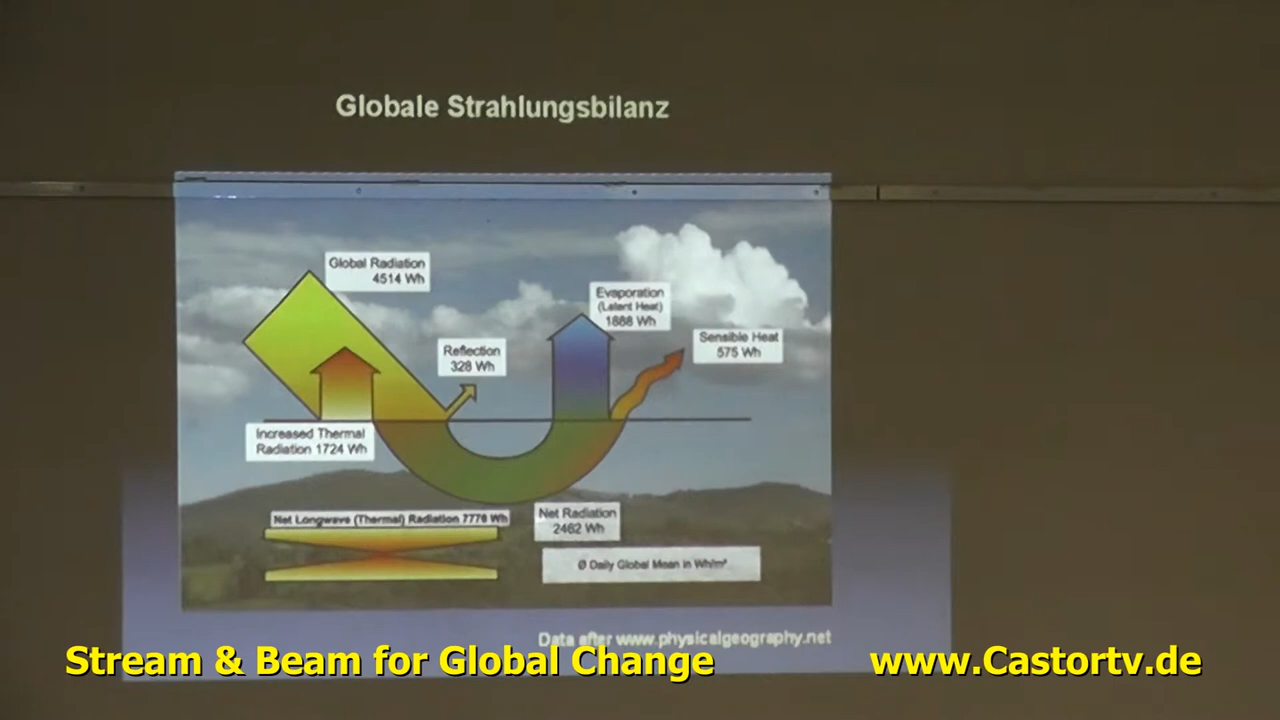 Globale Strahlungsbilanz
Global Radiation
4514 Wh
Evaporation
(Latent Heat)
1888 Wh
Reflection
328 Wh
Sensible Heat
575 Wh
Increased Thermal
Radiation 1724 Wh
Net Longwave (Thermal) Radiation 7776 Wh
Net Radiation
2462 Wh
Ø Daily Global Mean in Wh/m²
Data after www.physicalgeography.net
Stream & Beam for Global Change
www.Castortv.de